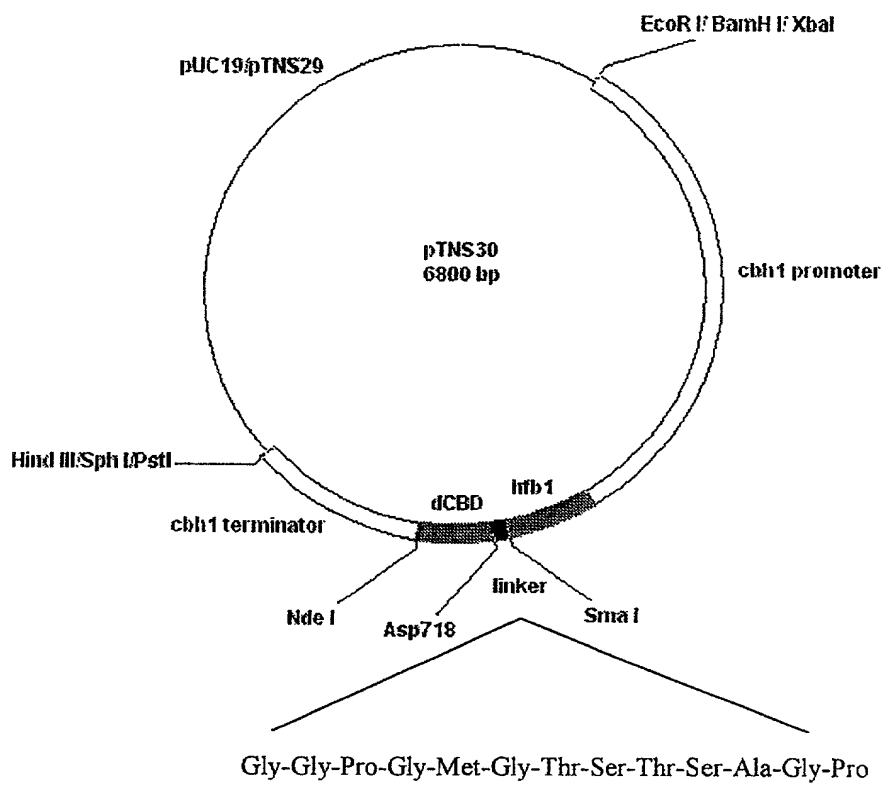 EcoR I/ BamH I/ XbaI
pUC19/pTNS29
pTNS30
6800 bp
cbh1 promoter
Hind III/Sph I/PstI
dCBD
hfb1
cbh1 terminator
linker
Nde I
Asp718
Sma I
Gly-Gly-Pro-Gly-Met-Gly-Thr-Ser-Thr-Ser-Ala-Gly-Pro